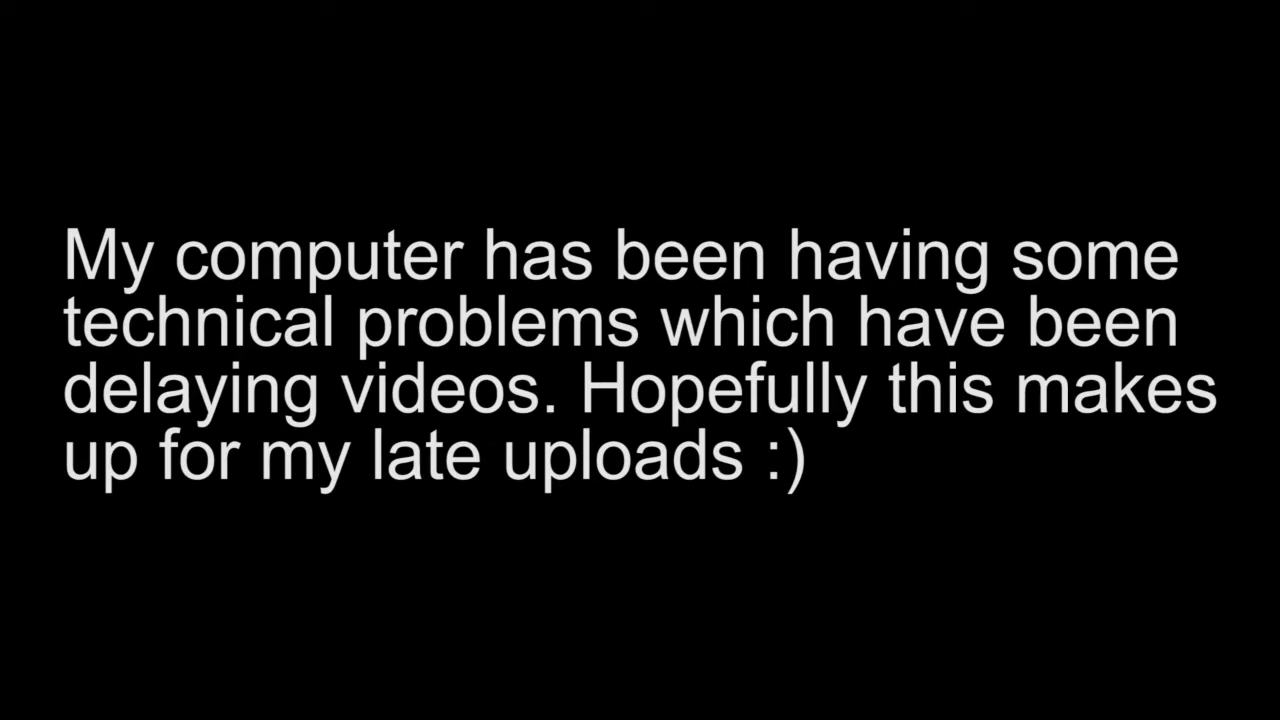 My computer has been having some
technical problems which have been
delaying videos. Hopefully this makes
up for my late uploads :)